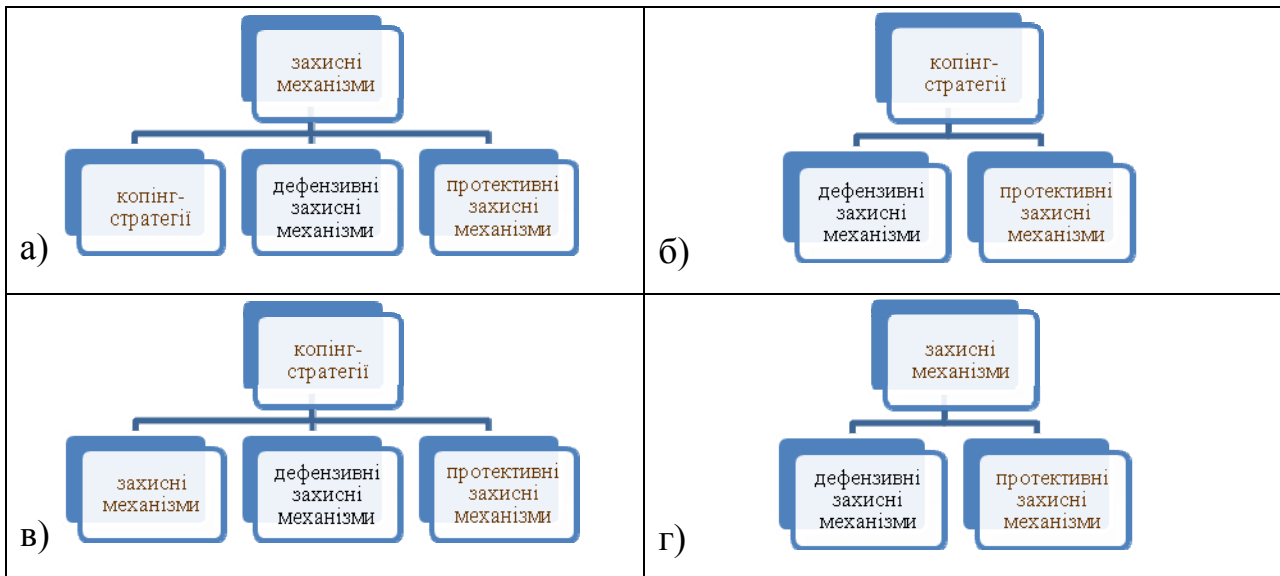 захисні
механізми
копінг-
стратегії
дефензивні
захисні
механізми
протективні
захисні
механізми
а)
копінг-
стратегії
дефензивні
захисні
механізми
протективні
захисні
механізми
б)
копінг-
стратегії
захисні
механізми
дефензивні
захисні
механізми
протективні
захисні
механізми
в)
захисні
механізми
дефензивні
захисні
механізми
протективні
захисні
механізми
г)